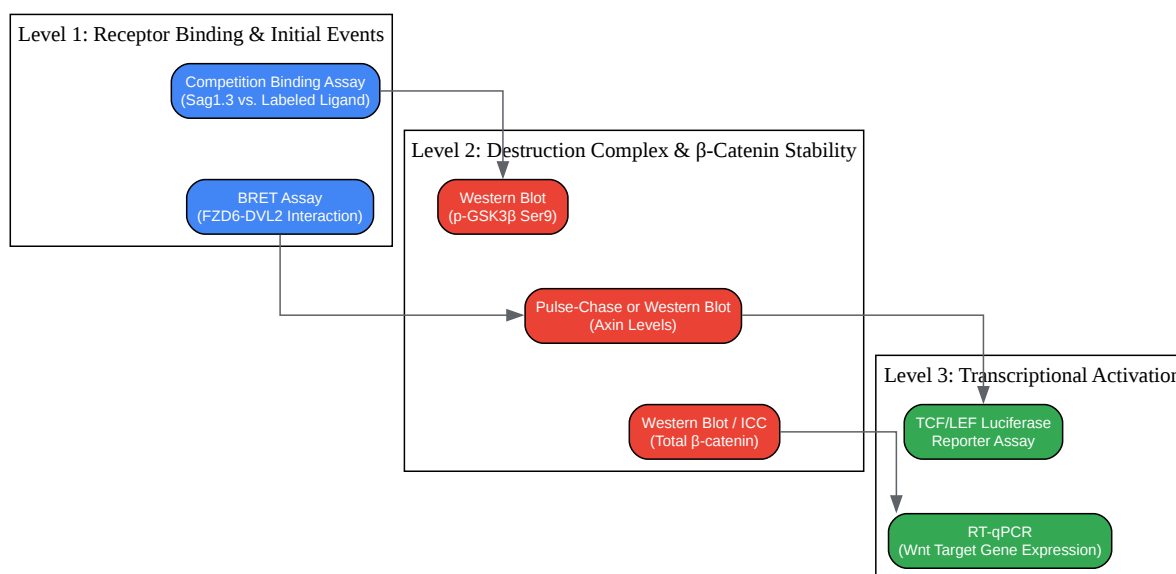 Level 1: Receptor Binding & Initial Events
Competition Binding Assay
(Sag1.3 vs. Labeled Ligand)
BRET Assay
(FZD6-DVL2 Interaction)
Level 2: Destruction Complex & β-Catenin Stability
Western Blot
(p-GSK3β Ser9)
Pulse-Chase or Western Blot
(Axin Levels)
Western Blot / ICC
(Total β-catenin)
Level 3: Transcriptional Activation
TCF/LEF Luciferase
Reporter Assay
RT-qPCR
(Wnt Target Gene Expression)